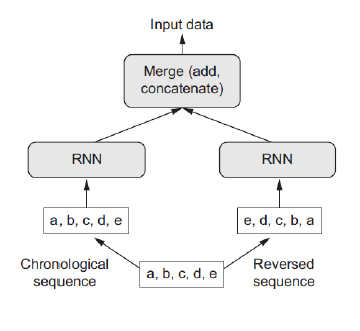 Input data
Merge (add,
concatenate)
RNN
RNN
a, b, c, d, e
e, d, c, b, a
Chronological
sequence
a, b, c, d, e
Reversed
sequence